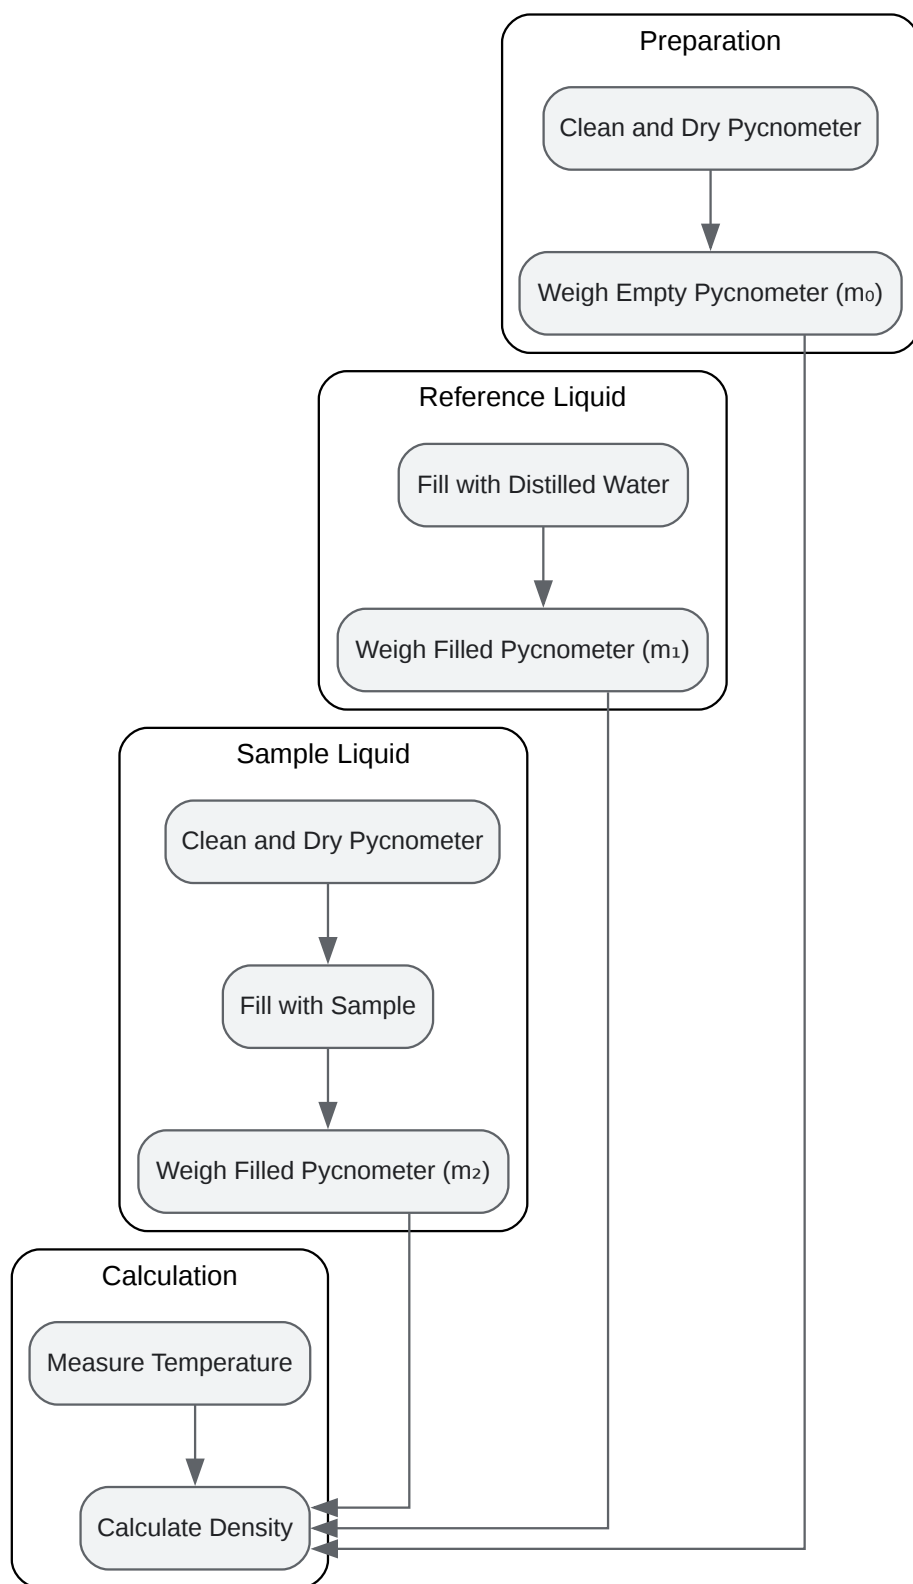 Preparation
Clean and Dry Pycnometer
Weigh Empty Pycnometer (m₀)
Reference Liquid
Fill with Distilled Water
Weigh Filled Pycnometer (m₁)
Sample Liquid
Clean and Dry Pycnometer
Fill with Sample
Weigh Filled Pycnometer (m₂)
Calculation
Measure Temperature
Calculate Density